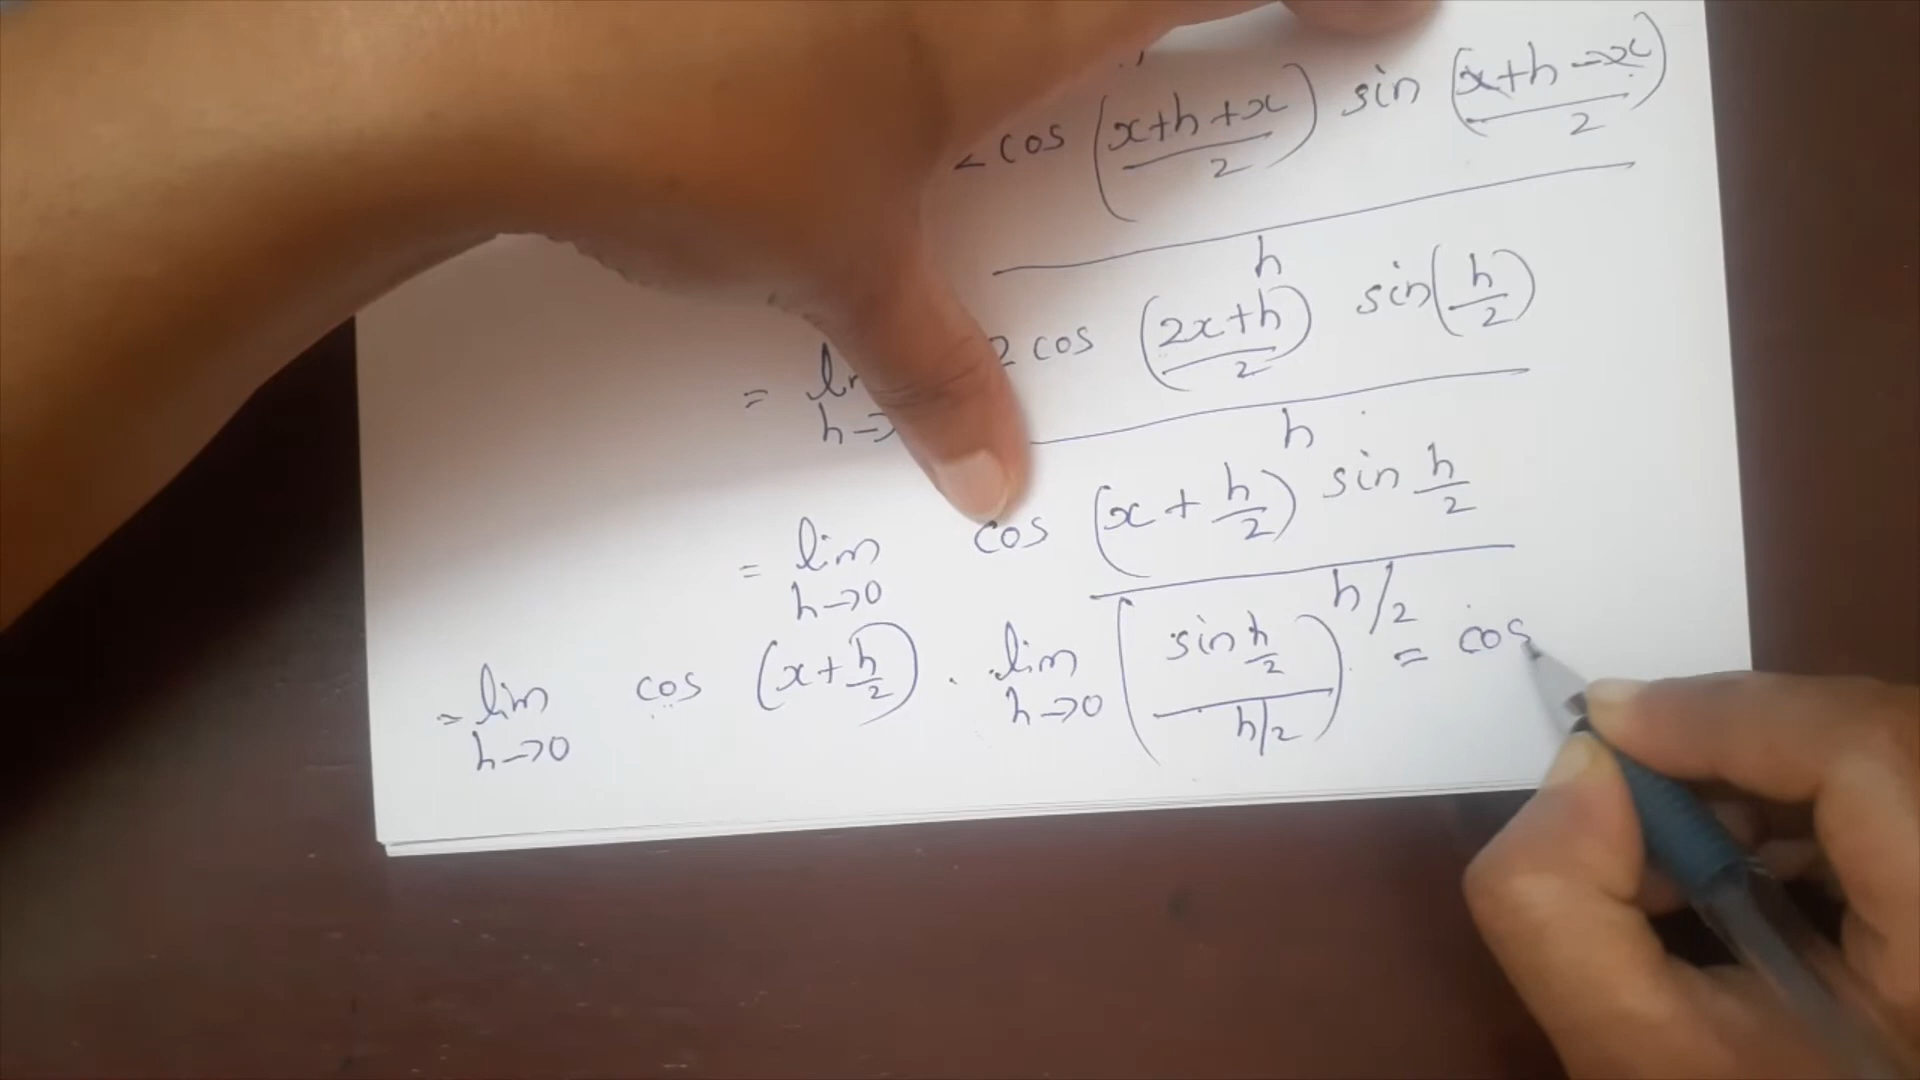 cos (x+h+x/2) sin (x+h-x/2)
h
= 2 cos (2x+h/2) sin(h/2)
h→
h
= lim cos (x + h/2) sin h/2
h→0 h/2
= lim cos (x+h/2) . lim (sin h/2 / h/2) = cos
h→0 h→0